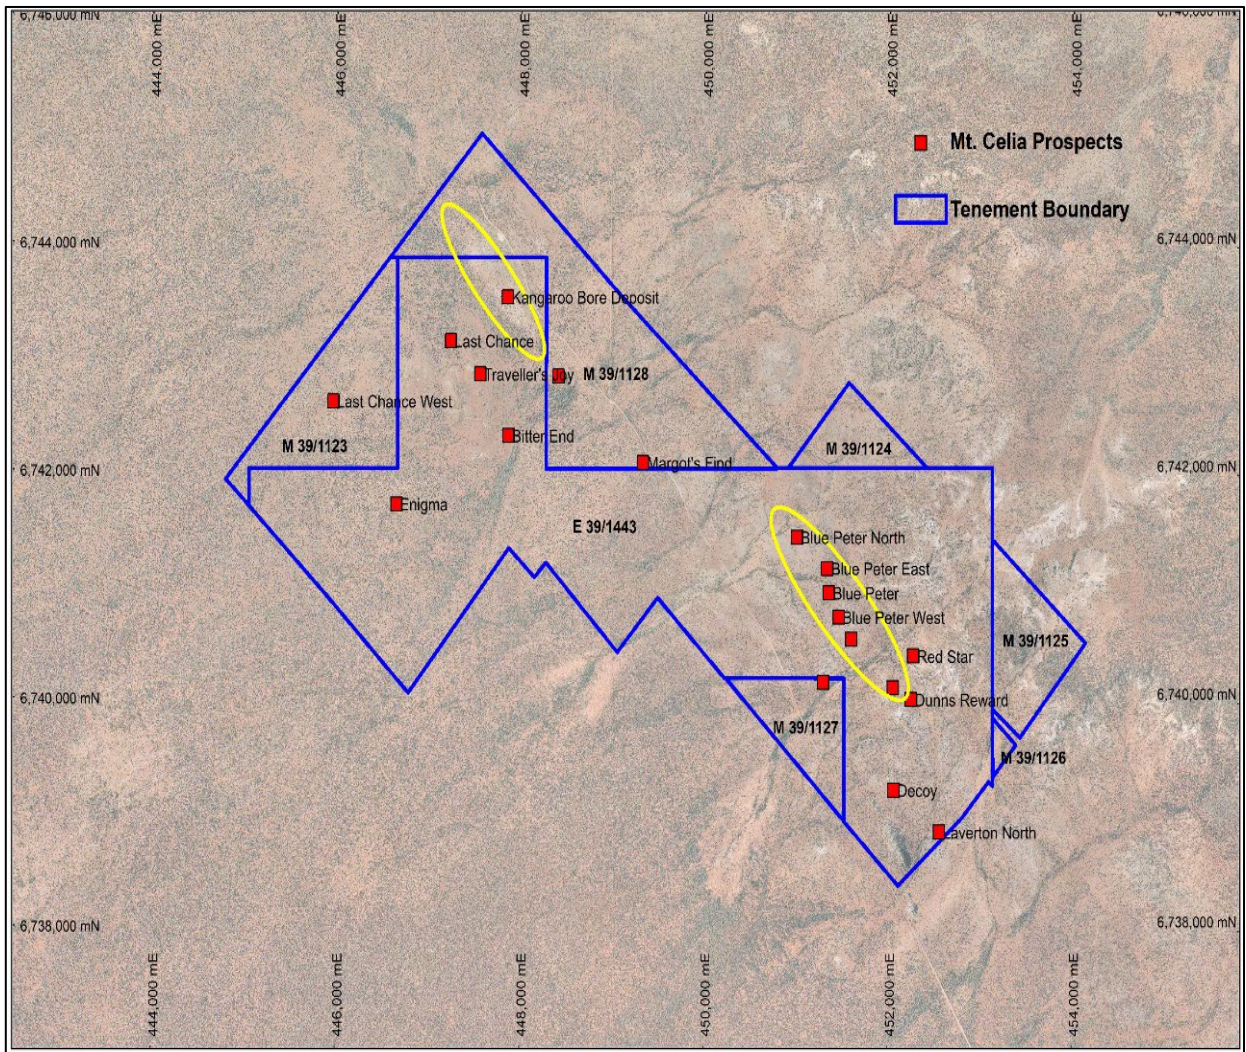 6,746,000 mN
444,000 mE
446,000 mE
448,000 mE
450,000 mE
452,000 mE
454,000 mE
Mt. Celia Prospects
Tenement Boundary
6,744,000 mN
6,744,000 mN
Kangaroo Bore Deposit
Last Chance
Traveller's Joy
M 39/1128
Last Chance West
Bitter End
M 39/1123
M 39/1124
6,742,000 mN
Margot's Find
6,742,000 mN
Enigma
E 39/1443
Blue Peter North
Blue Peter East
Blue Peter
Blue Peter West
M 39/1125
Red Star
6,740,000 mN
Dunns Reward
6,740,000 mN
M 39/1127
M 39/1126
Decoy
Laverton North
6,738,000 mN
6,738,000 mN
444,000 mE
446,000 mE
448,000 mE
450,000 mE
452,000 mE
454,000 mE